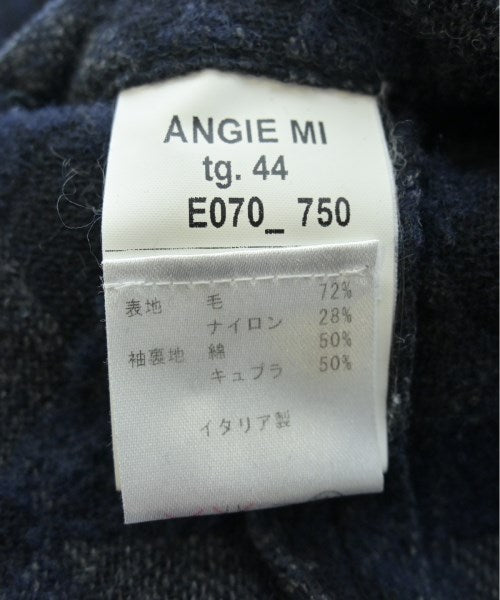 ANGIE MI
tg. 44
E070_ 750
表地 毛 72%
ナイロン 28%
袖裏地 綿 50%
キュプラ 50%
イタリア製